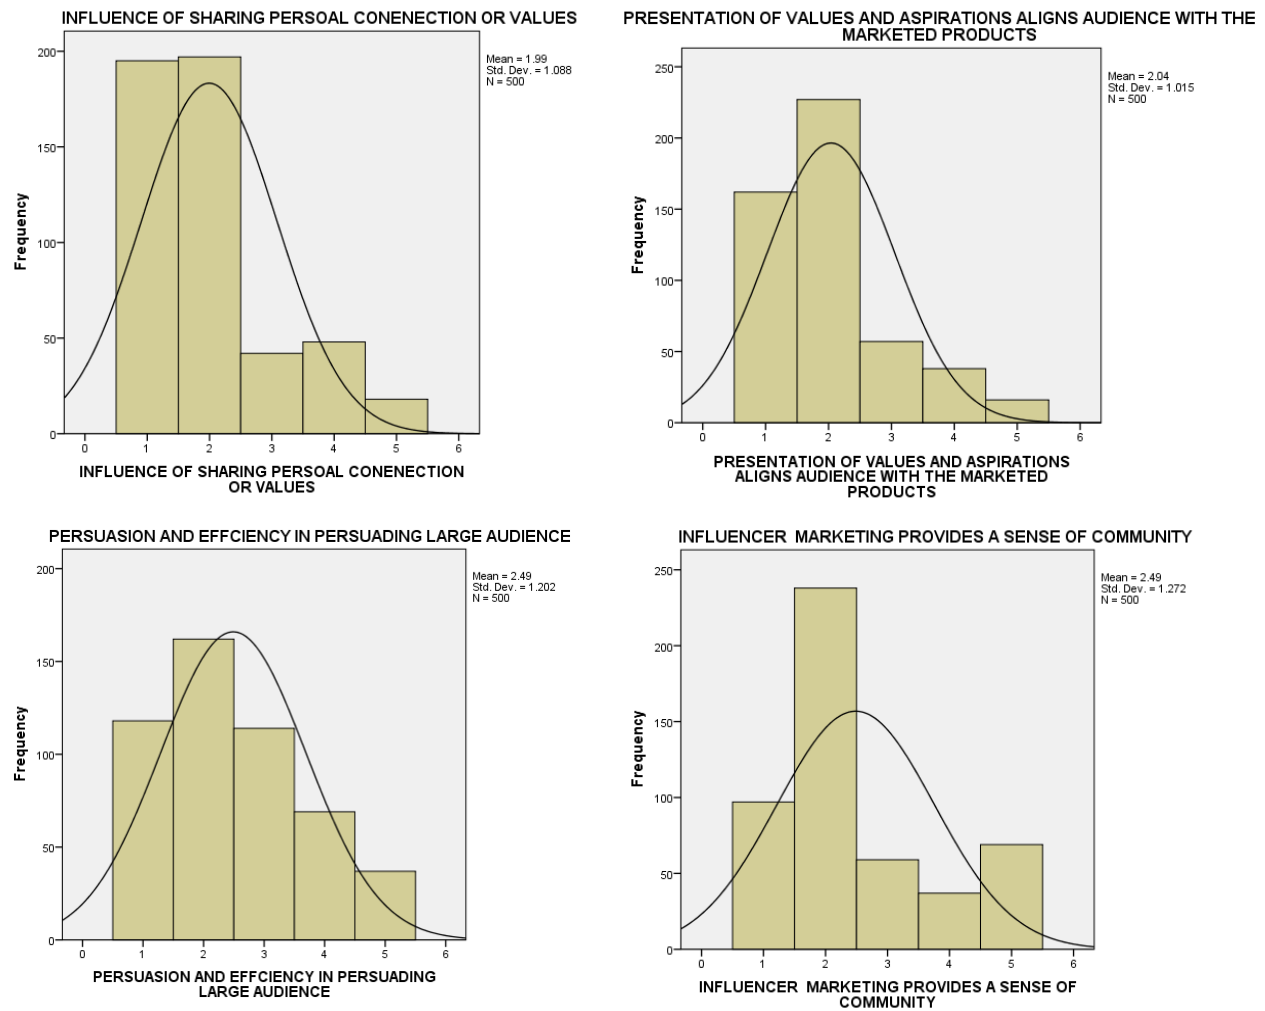 INFLUENCE OF SHARING PERSOAL CONENECTION OR VALUES
200
150
100
50
0
Frequency
0 1 2 3 4 5 6
INFLUENCE OF SHARING PERSOAL CONENECTION
OR VALUES
Mean = 1.99
Std. Dev. = 1.088
N = 500
PRESENTATION OF VALUES AND ASPIRATIONS ALIGNS AUDIENCE WITH THE
MARKETED PRODUCTS
250
200
150
100
50
0
Frequency
0 1 2 3 4 5 6
PRESENTATION OF VALUES AND ASPIRATIONS
ALIGNS AUDIENCE WITH THE MARKETED
PRODUCTS
Mean = 2.04
Std. Dev. = 1.015
N = 500
PERSUASION AND EFFCIENCY IN PERSUADING LARGE AUDIENCE
200
150
100
50
0
Frequency
0 1 2 3 4 5 6
PERSUASION AND EFFCIENCY IN PERSUADING
LARGE AUDIENCE
Mean = 2.49
Std. Dev. = 1.202
N = 500
INFLUENCER MARKETING PROVIDES A SENSE OF COMMUNITY
250
200
150
100
50
0
Frequency
0 1 2 3 4 5 6
INFLUENCER MARKETING PROVIDES A SENSE OF
COMMUNITY
Mean = 2.49
Std. Dev. = 1.272
N = 500